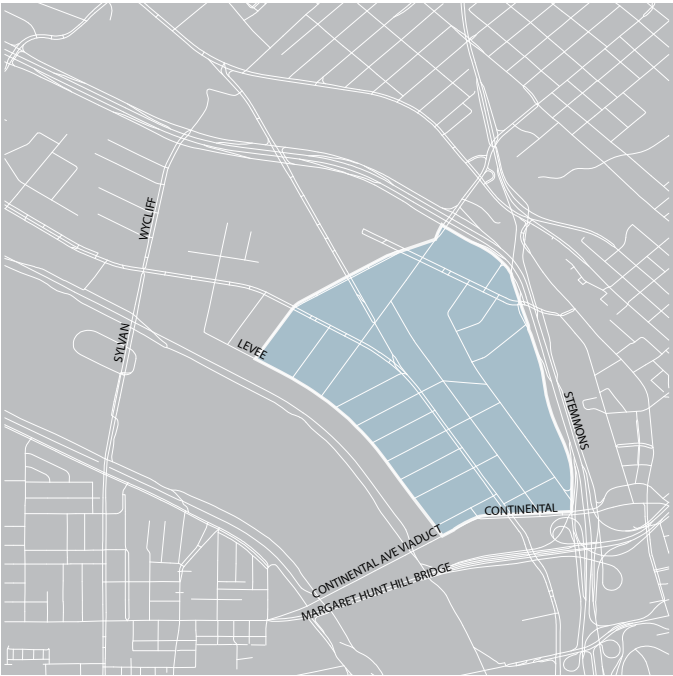 WYCLIFF
SYLVAN
LEVEE
STEMMONS
CONTINENTAL
CONTINENTAL AVE VIADUCT
MARGARET HUNT HILL BRIDGE